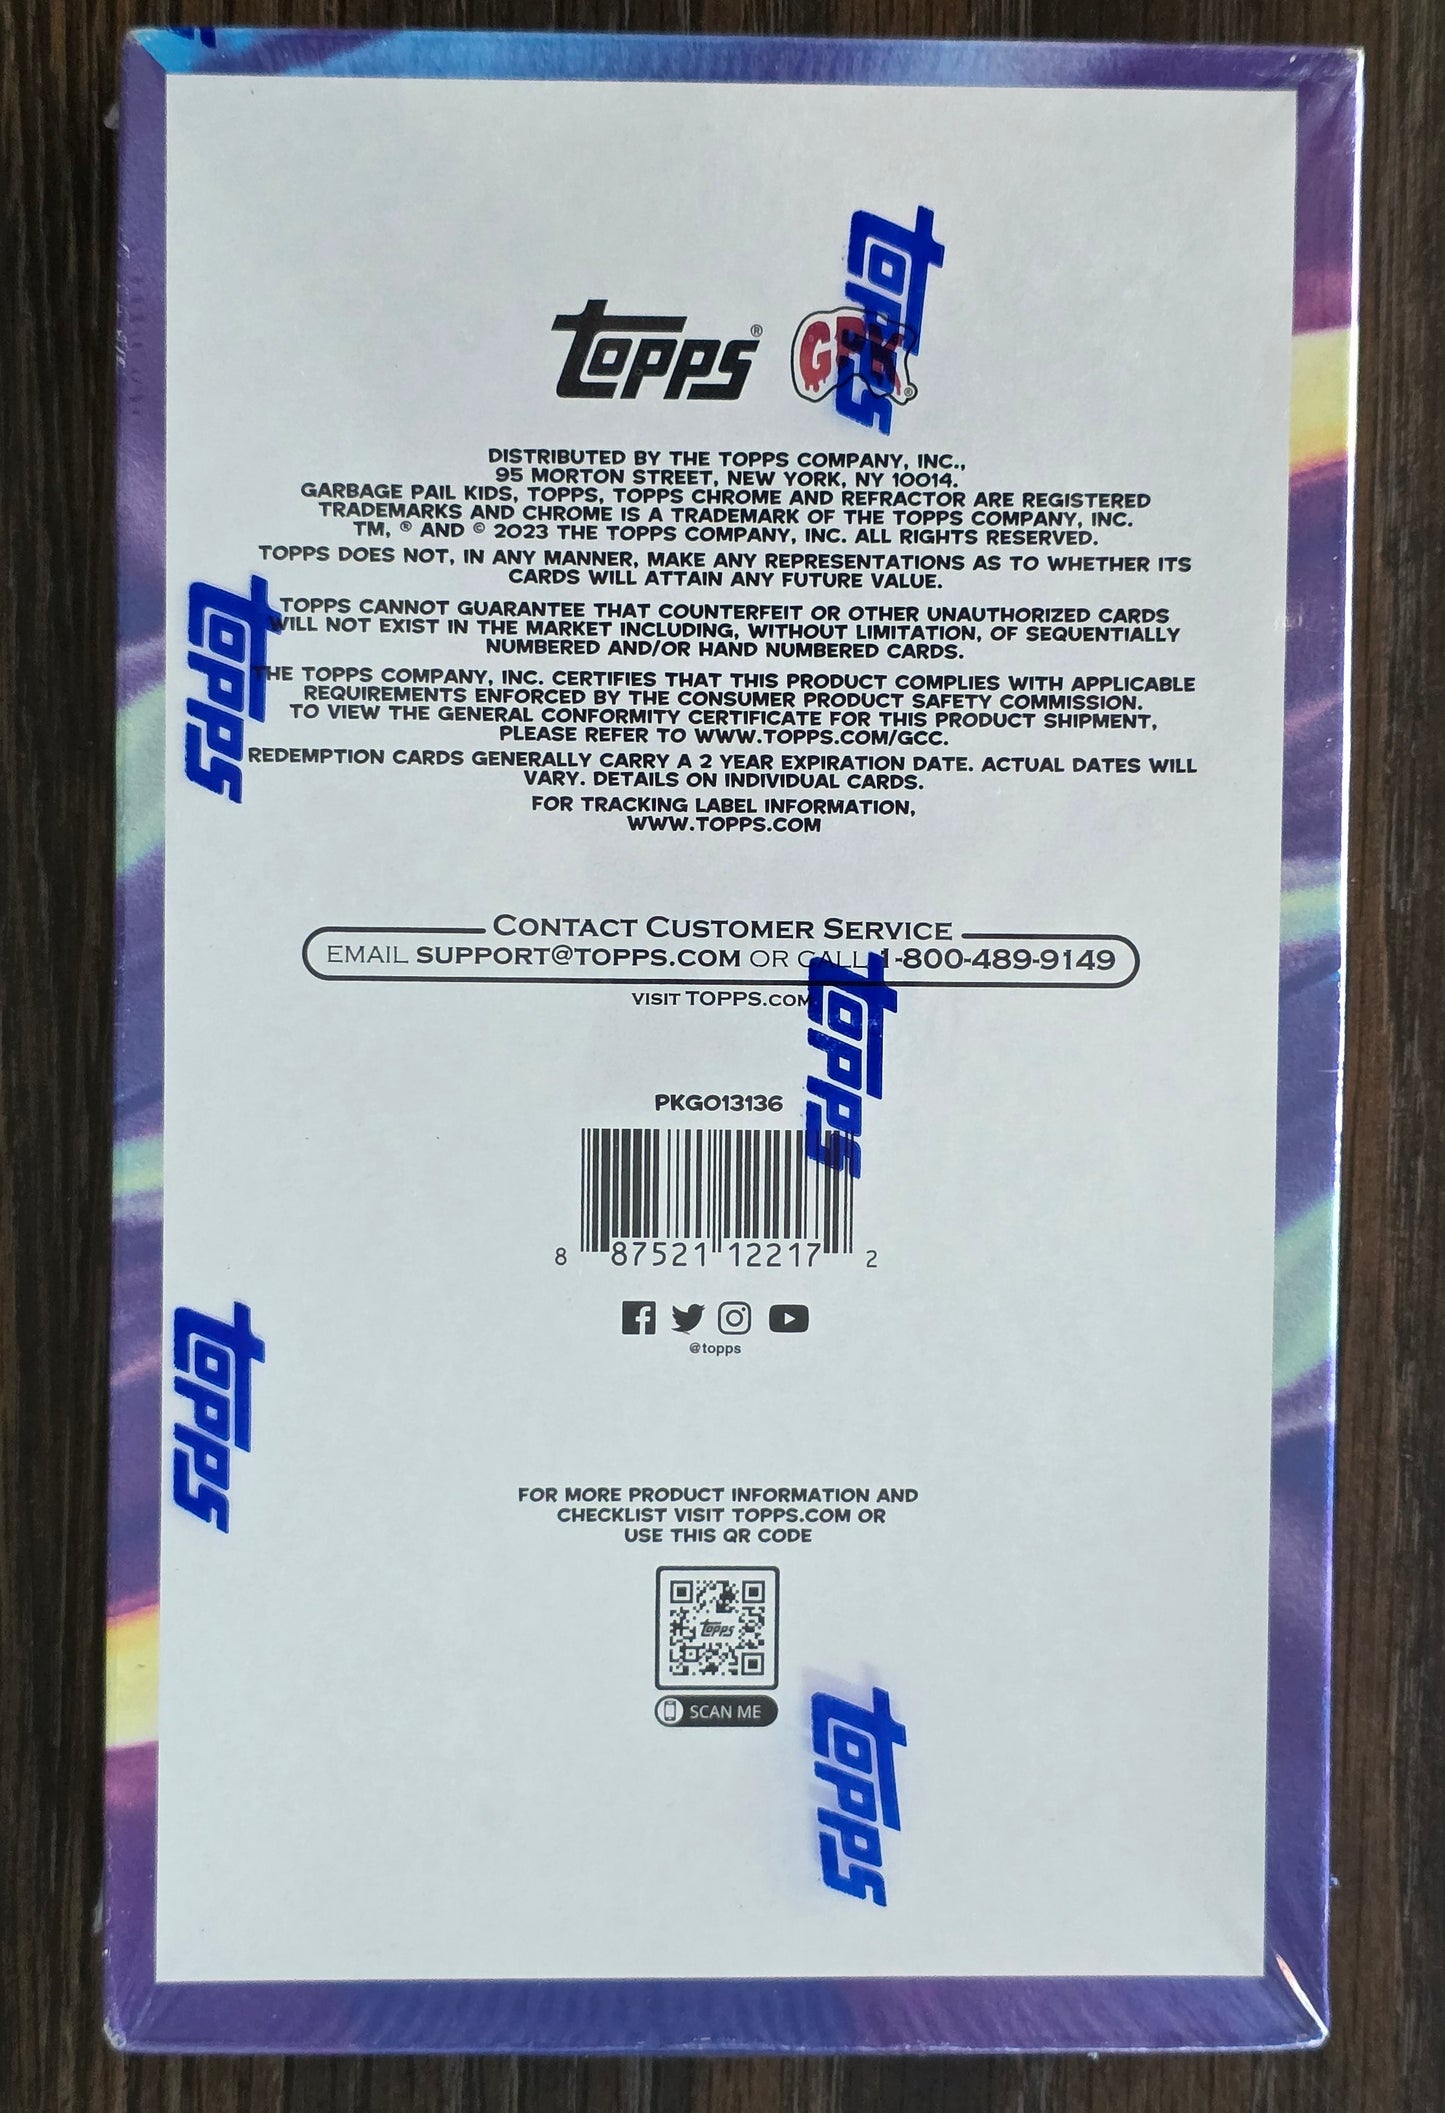 Topps
Topps® GPK®
DISTRIBUTED BY THE TOPPS COMPANY, INC.,
95 MORTON STREET, NEW YORK, NY 10014.
GARBAGE PAIL KIDS, TOPPS, TOPPS CHROME AND REFRACTOR ARE REGISTERED
TRADEMARKS AND CHROME IS A TRADEMARK OF THE TOPPS COMPANY, INC.
TM, ® AND © 2023 THE TOPPS COMPANY, INC. ALL RIGHTS RESERVED.
TOPPS DOES NOT, IN ANY MANNER, MAKE ANY REPRESENTATIONS AS TO WHETHER ITS
CARDS WILL ATTAIN ANY FUTURE VALUE.
Topps
TOPPS CANNOT GUARANTEE THAT COUNTERFEIT OR OTHER UNAUTHORIZED CARDS
WILL NOT EXIST IN THE MARKET INCLUDING, WITHOUT LIMITATION, OF SEQUENTIALLY
NUMBERED AND/OR HAND NUMBERED CARDS.
THE TOPPS COMPANY, INC. CERTIFIES THAT THIS PRODUCT COMPLIES WITH APPLICABLE
REQUIREMENTS ENFORCED BY THE CONSUMER PRODUCT SAFETY COMMISSION.
TO VIEW THE GENERAL CONFORMITY CERTIFICATE FOR THIS PRODUCT SHIPMENT,
PLEASE REFER TO WWW.TOPPS.COM/GCC.
REDEMPTION CARDS GENERALLY CARRY A 2 YEAR EXPIRATION DATE. ACTUAL DATES WILL
VARY. DETAILS ON INDIVIDUAL CARDS.
FOR TRACKING LABEL INFORMATION,
WWW.TOPPS.COM
CONTACT CUSTOMER SERVICE
EMAIL SUPPORT@TOPPS.COM OR CALL 1-800-489-9149
VISIT TOPPS.COM
Topps
PKG013136
8 87521 12217 2
@topps
Topps
FOR MORE PRODUCT INFORMATION AND
CHECKLIST VISIT TOPPS.COM OR
USE THIS QR CODE
Topps
SCAN ME
Topps